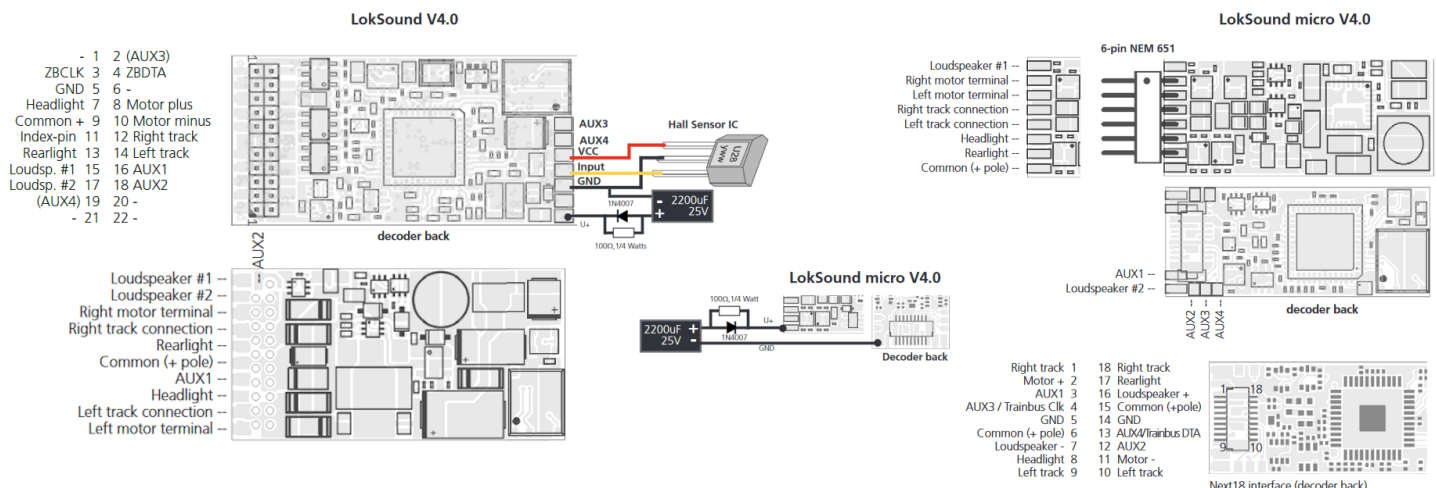 LokSound V4.0
- 1 2 (AUX3)
ZBCLK 3 4 ZBDTA
GND 5 6 -
Headlight 7 8 Motor plus
Common + 9 10 Motor minus
Index-pin 11 12 Right track
Rearlight 13 14 Left track
Loudsp. #1 15 16 AUX1
Loudsp. #2 17 18 AUX2
(AUX4) 19 20 -
- 21 22 -
1
AUX3
AUX4
VCC
Input
GND
U+
Hall Sensor IC
U28
yww
1N4007
- 2200uF
+ 25V
100Ω,1/4 Watts
decoder back
-- AUX2
Loudspeaker #1 --
Loudspeaker #2 --
Right motor terminal --
Right track connection --
Rearlight --
Common (+ pole) --
AUX1 --
Headlight --
Left track connection --
Left motor terminal --
LokSound micro V4.0
100Ω,1/4 Watt
U+
2200uF +
25V -
1N4007
GND
Decoder back
LokSound micro V4.0
6-pin NEM 651
Loudspeaker #1 --
Right motor terminal --
Left motor terminal --
Right track connection --
Left track connection --
Headlight --
Rearlight --
Common (+ pole) --
AUX1 --
Loudspeaker #2 --
AUX2 --
AUX3 --
AUX4 --
decoder back
Right track 1 18 Right track
Motor + 2 17 Rearlight
AUX1 3 16 Loudspeaker +
AUX3 / Trainbus Clk 4 15 Common (+pole)
GND 5 14 GND
Common (+ pole) 6 13 AUX4/Trainbus DTA
Loudspeaker - 7 12 AUX2
Headlight 8 11 Motor -
Left track 9 10 Left track
1 18
9 10
Next18 interface (decoder back)